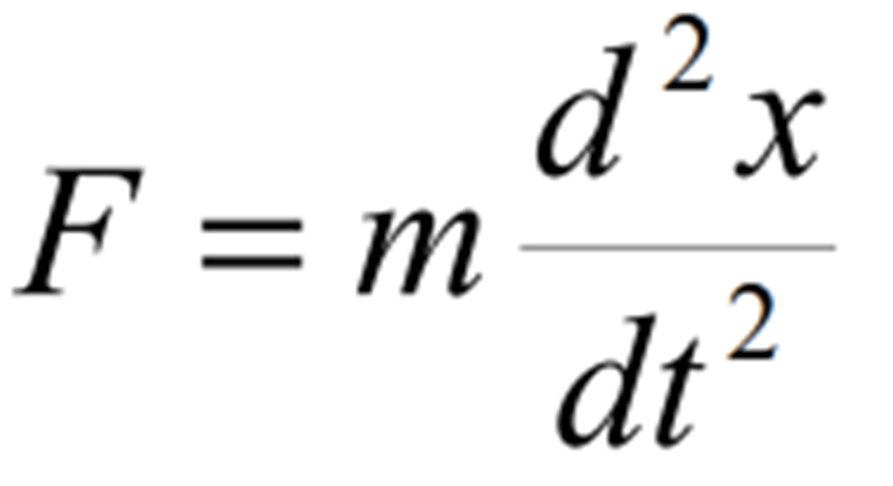 F = m d²x / dt²